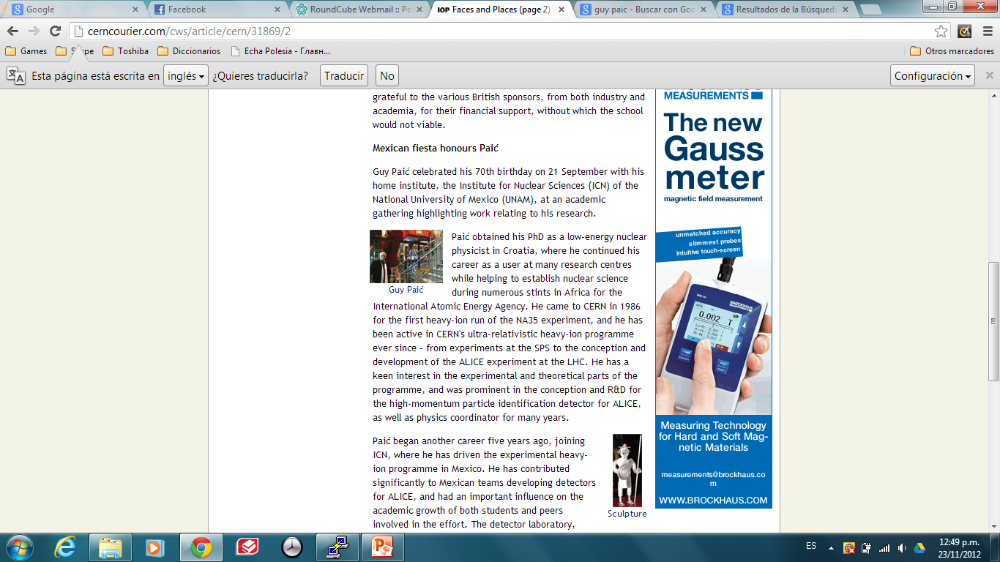 Google
Facebook
RoundCube Webmail :: Po
IOP Faces and Places (page 2)
guy paic - Buscar con Goo
Resultados de la Búsqued
cerncourier.com/cws/article/cern/31869/2
Games
Skype
Toshiba
Diccionarios
Echa Polesia - Главн...
Otros marcadores
Esta página está escrita en inglés ¿Quieres traducirla? Traducir No
Configuración
grateful to the various British sponsors, from both industry and
academia, for their financial support, without which the school
would not viable.
Mexican fiesta honours Paić
Guy Paić celebrated his 70th birthday on 21 September with his
home institute, the Institute for Nuclear Sciences (ICN) of the
National University of Mexico (UNAM), at an academic
gathering highlighting work relating to his research.
Paić obtained his PhD as a low-energy nuclear
physicist in Croatia, where he continued his
career as a user at many research centres
while helping to establish nuclear science
during numerous stints in Africa for the
Guy Paić
International Atomic Energy Agency. He came to CERN in 1986
for the first heavy-ion run of the NA35 experiment, and he has
been active in CERN's ultra-relativistic heavy-ion programme
ever since - from experiments at the SPS to the conception and
development of the ALICE experiment at the LHC. He has a
keen interest in the experimental and theoretical parts of the
programme, and was prominent in the conception and R&D for
the high-momentum particle identification detector for ALICE,
as well as physics coordinator for many years.
Paić began another career five years ago, joining
ICN, where he has driven the experimental heavy-
ion programme in Mexico. He has contributed
significantly to Mexican teams developing detectors
for ALICE, and had an important influence on the
academic growth of both students and peers
involved in the effort. The detector laboratory,
Sculpture
BROCKHAUS
MEASUREMENTS
The new
Gauss
meter
magnetic field measurement
unmatched accuracy
slimmest probes
intuitive touch-screen
BROCKHAUS
0.002 T
Measuring Technology
for Hard and Soft Mag-
netic Materials
measurements@brockhaus.co
m
WWW.BROCKHAUS.COM
ES
12:49 p.m.
23/11/2012